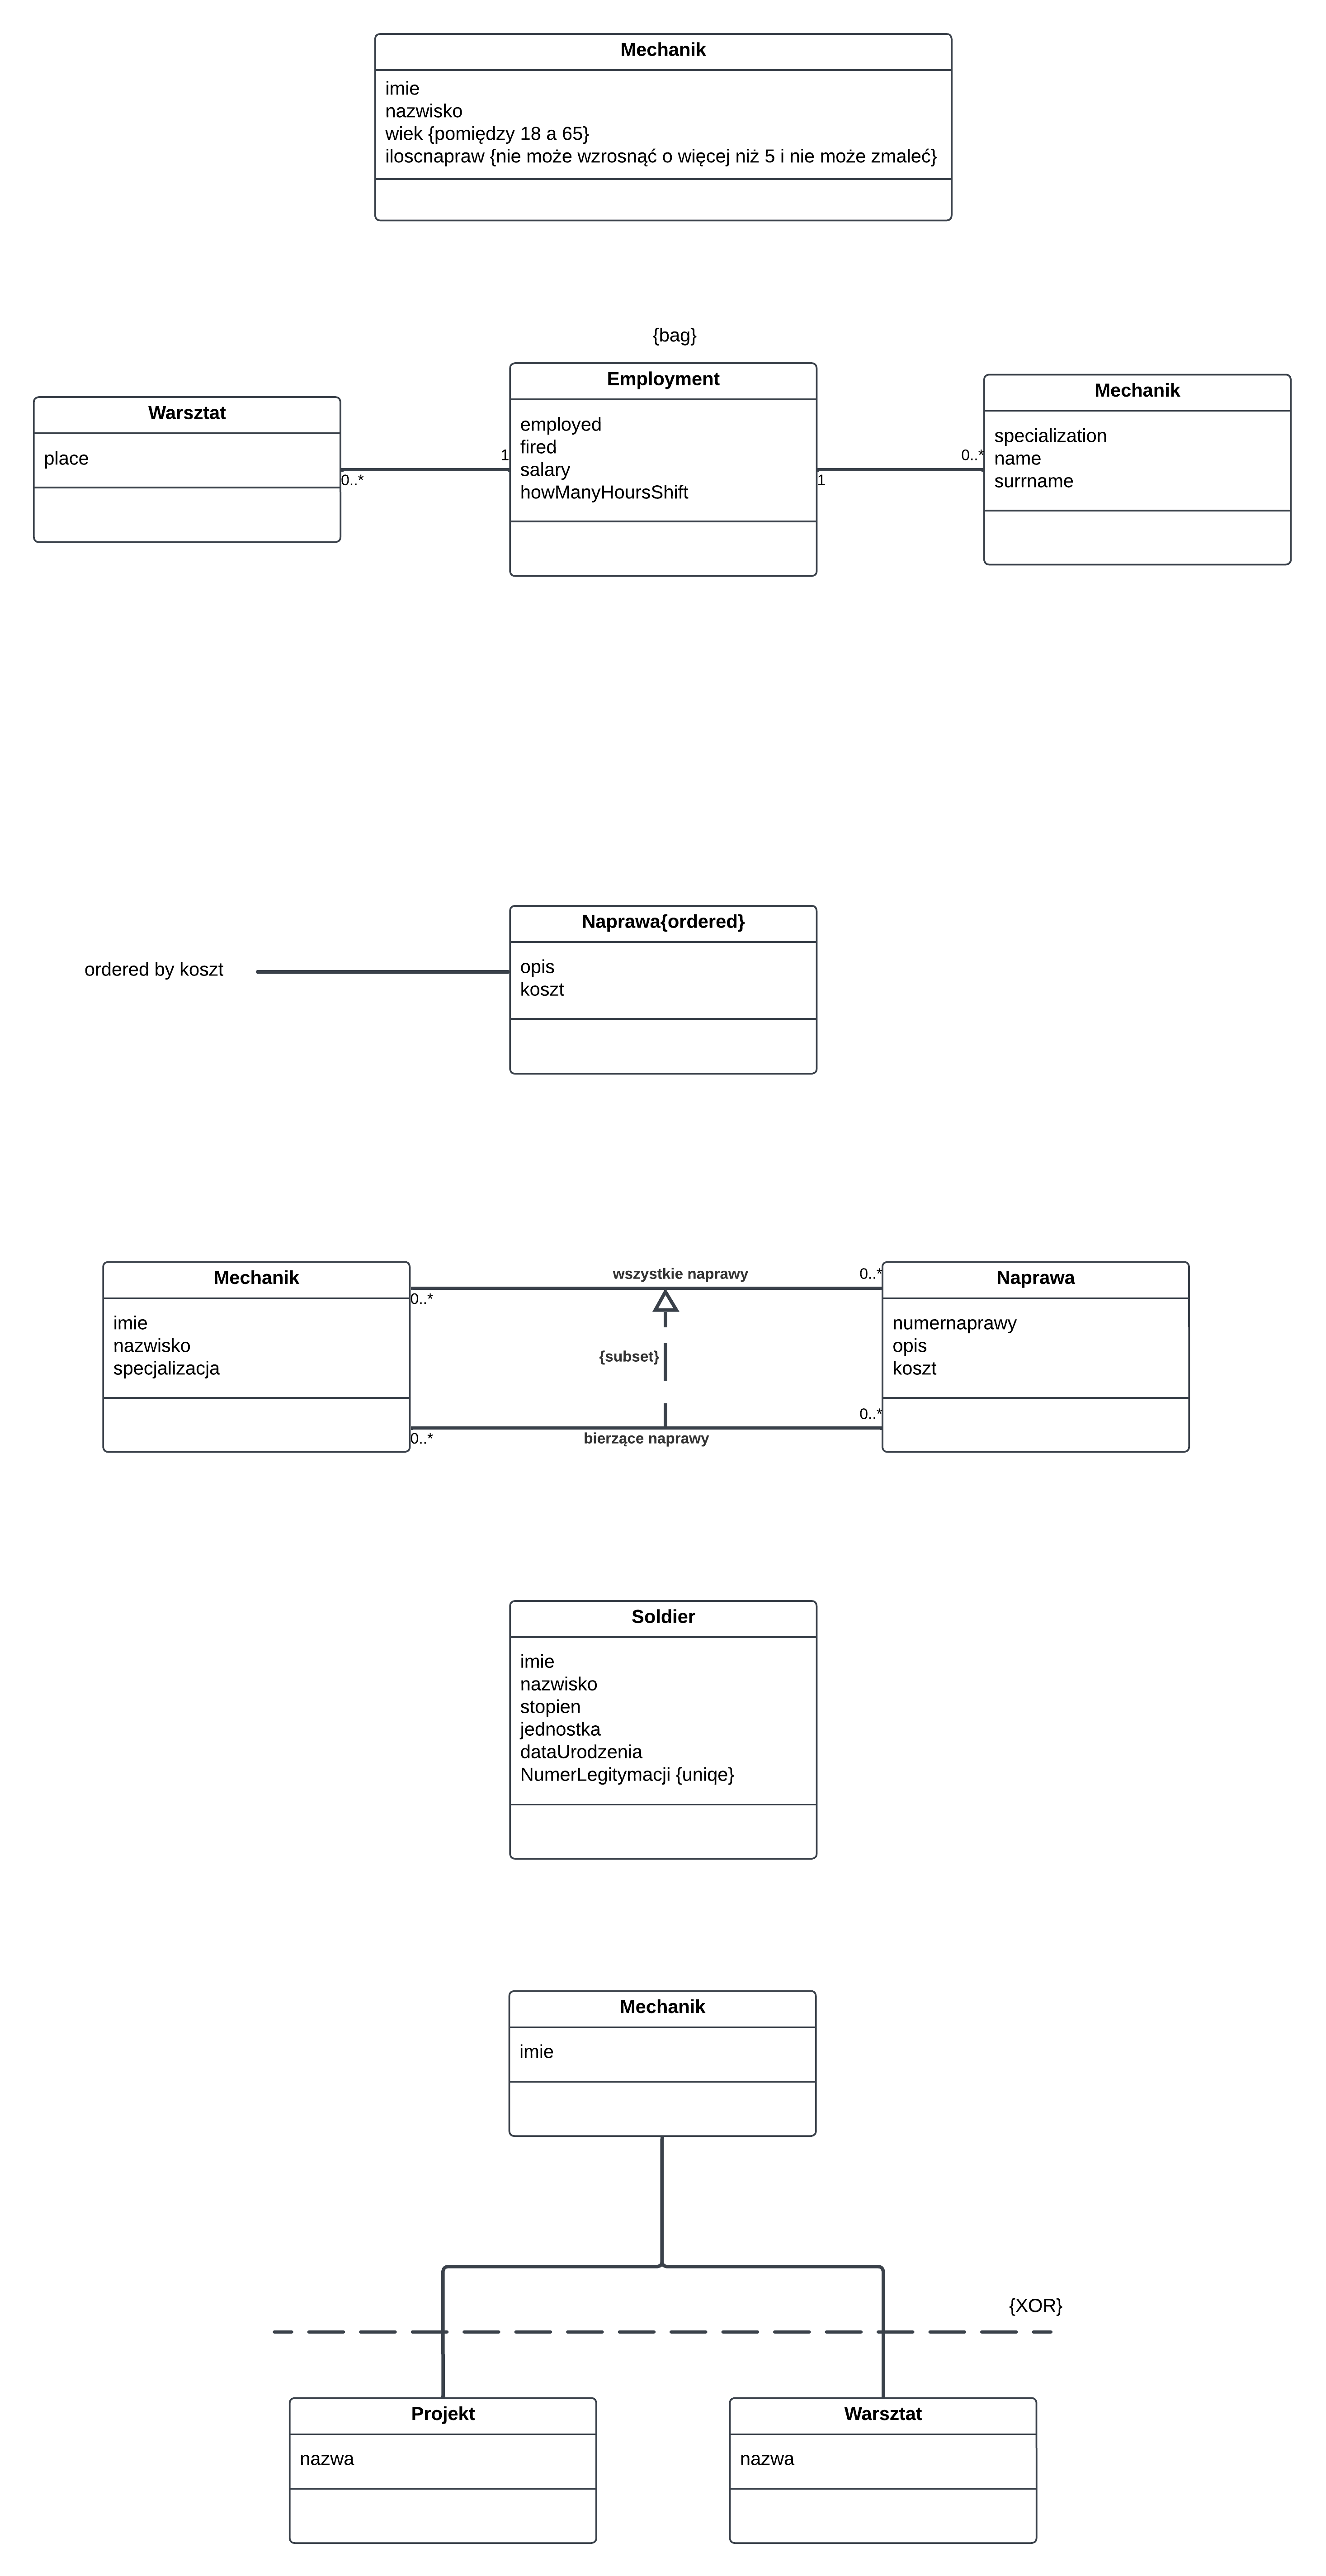 Mechanik
imie
nazwisko
wiek {pomiędzy 18 a 65}
iloscnapraw {nie może wzrosnąć o więcej niż 5 i nie może zmaleć}
{bag}
Warsztat
place
0..*
1
Employment
employed
fired
salary
howManyHoursShift
1
0..*
Mechanik
specialization
name
surrname
ordered by koszt
Naprawa{ordered}
opis
koszt
Mechanik
imie
nazwisko
specjalizacja
wszystkie naprawy
0..*
0..*
{subset}
0..*
0..*
bierzące naprawy
Naprawa
numernaprawy
opis
koszt
Soldier
imie
nazwisko
stopien
jednostka
dataUrodzenia
NumerLegitymacji {uniqe}
Mechanik
imie
{XOR}
Projekt
nazwa
Warsztat
nazwa